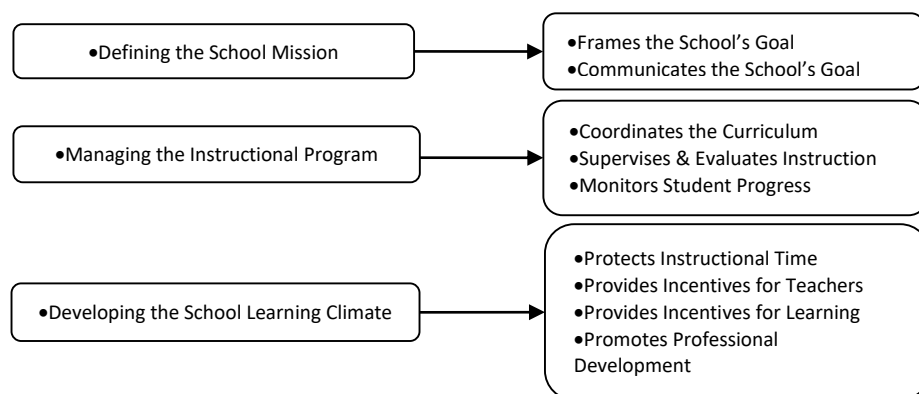 •Defining the School Mission
•Frames the School’s Goal
•Communicates the School’s Goal
•Managing the Instructional Program
•Coordinates the Curriculum
•Supervises & Evaluates Instruction
•Monitors Student Progress
•Developing the School Learning Climate
•Protects Instructional Time
•Provides Incentives for Teachers
•Provides Incentives for Learning
•Promotes Professional
Development